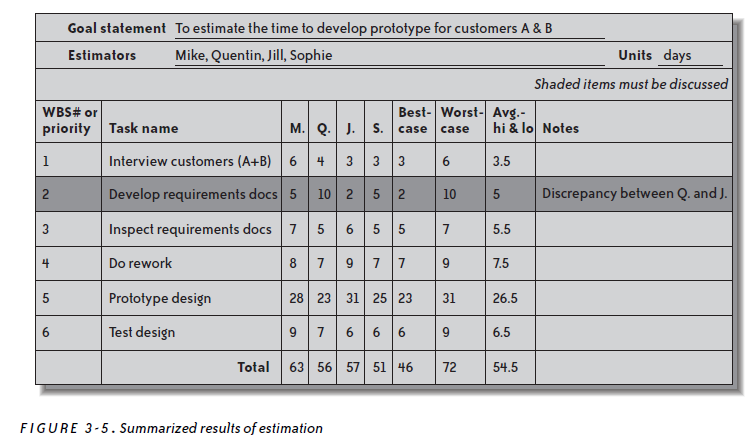 Goal statement To estimate the time to develop prototype for customers A & B
Estimators Mike, Quentin, Jill, Sophie Units days
Shaded items must be discussed
WBS# or priority Task name M. Q. J. S. Best-case Worst-case Avg.-hi & lo Notes
1 Interview customers (A+B) 6 4 3 3 3 6 3.5
2 Develop requirements docs 5 10 2 5 2 10 5 Discrepancy between Q. and J.
3 Inspect requirements docs 7 5 6 5 5 7 5.5
4 Do rework 8 7 9 7 7 9 7.5
5 Prototype design 28 23 31 25 23 31 26.5
6 Test design 9 7 6 6 6 9 6.5
Total 63 56 57 51 46 72 54.5
FIGURE 3-5. Summarized results of estimation